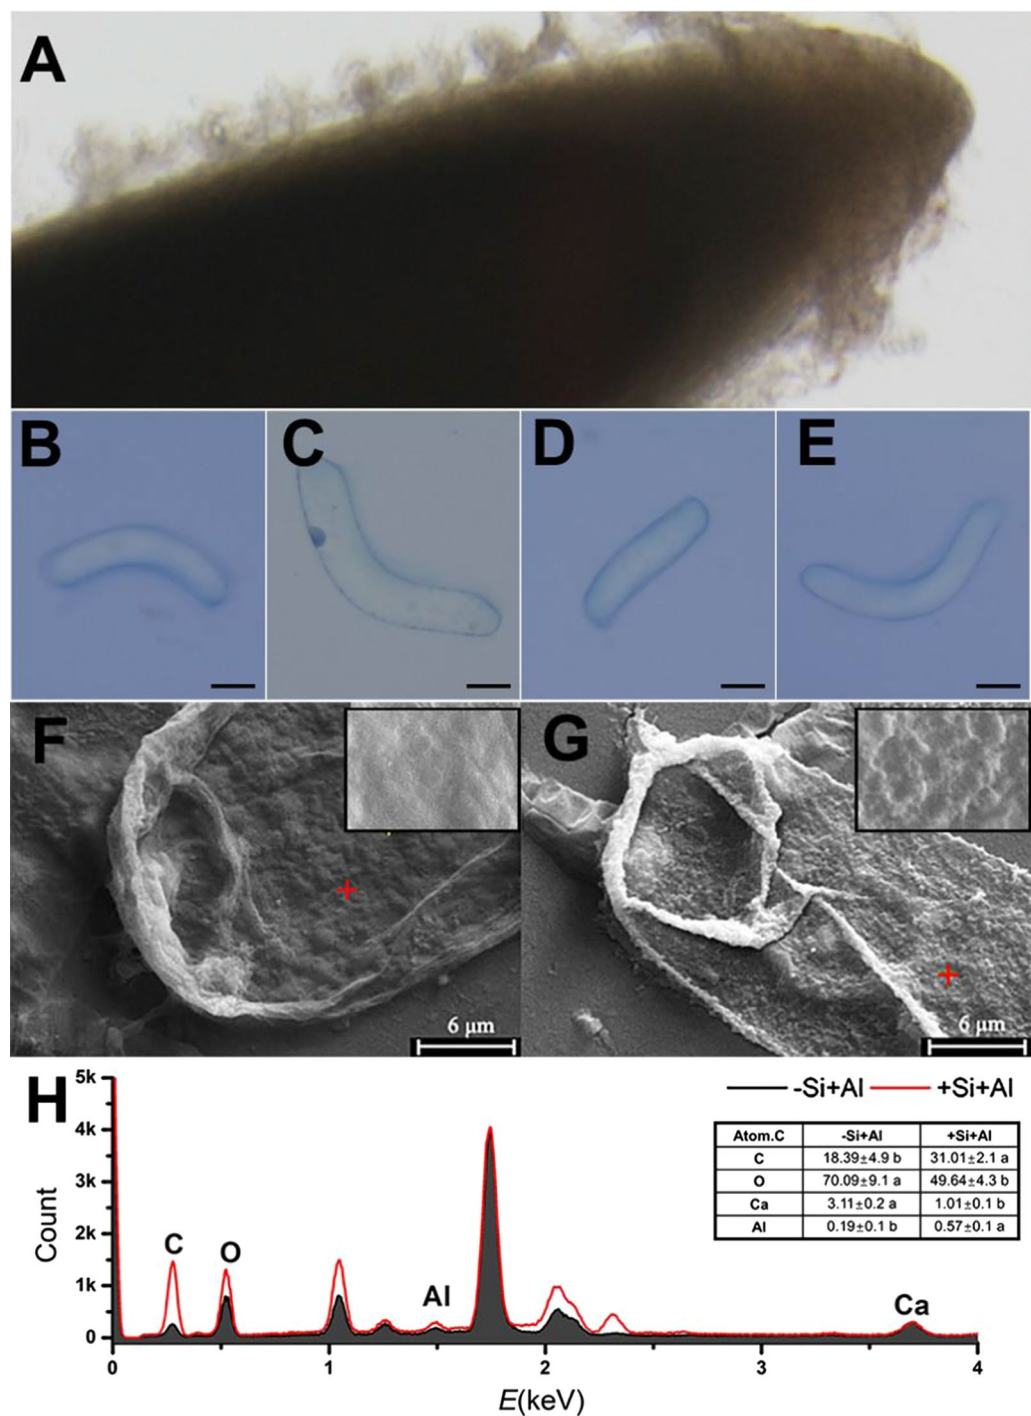 A
B
C
D
E
F
G
6 μm
6 μm
H
-Si+Al
+Si+Al
Atom.C -Si+Al +Si+Al
C 18.39±4.9 b 31.01±2.1 a
O 70.09±9.1 a 49.64±4.3 b
Ca 3.11±0.2 a 1.01±0.1 b
Al 0.19±0.1 b 0.57±0.1 a
5k
4k
3k
2k
1k
0
Count
C
O
Al
Ca
0 1 2 3 4
E(keV)